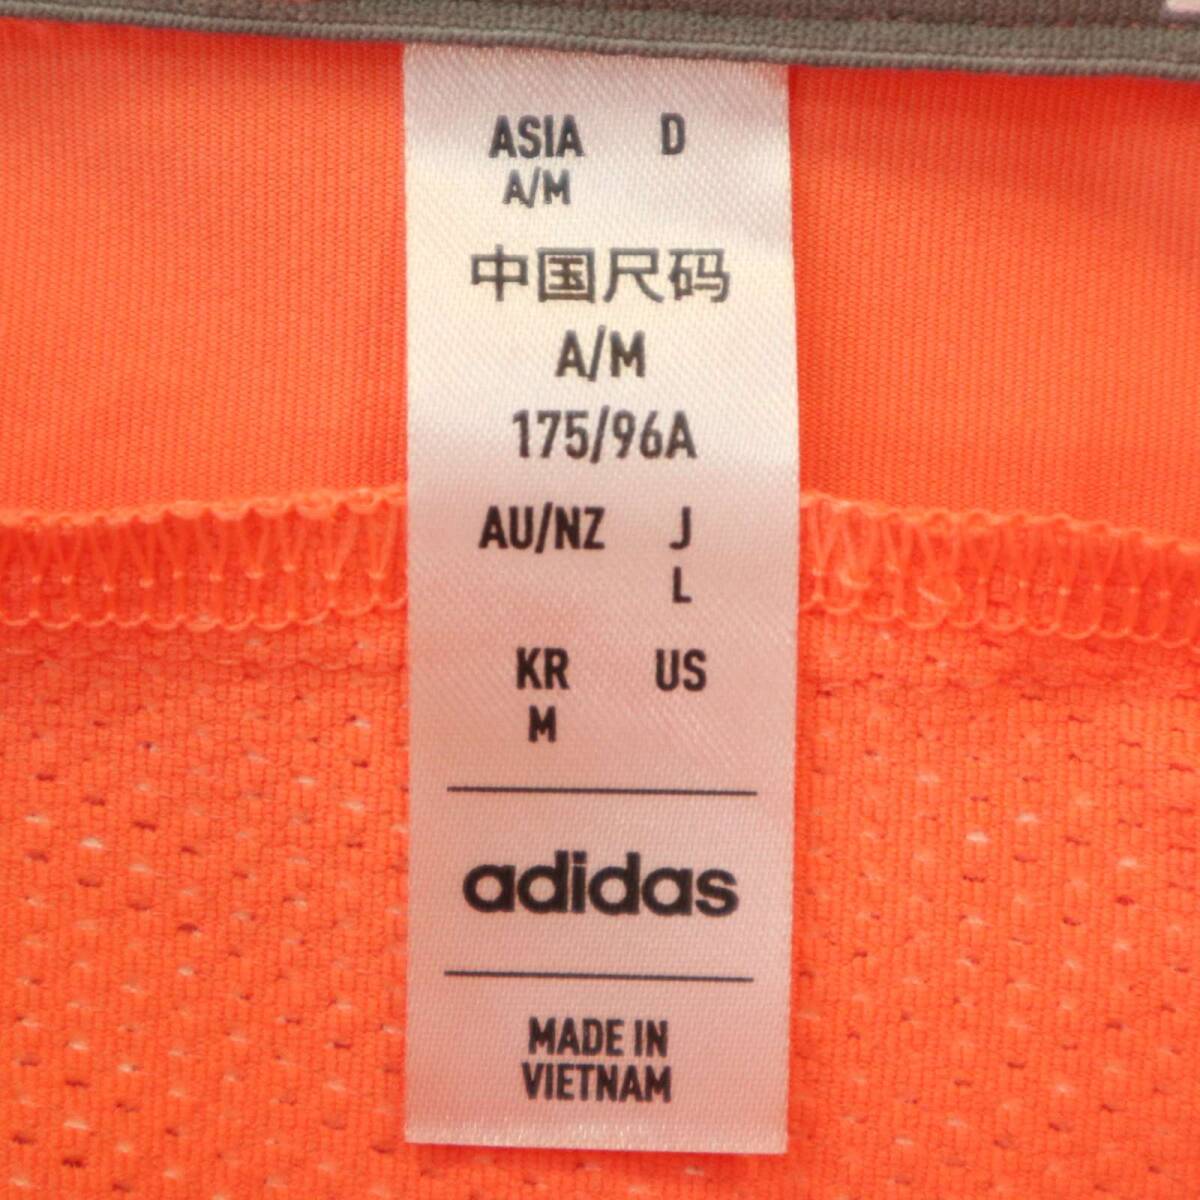 ASIA D
A/M
中国尺码
A/M
175/96A
AU/NZ J
L
KR US
M
adidas
MADE IN
VIETNAM